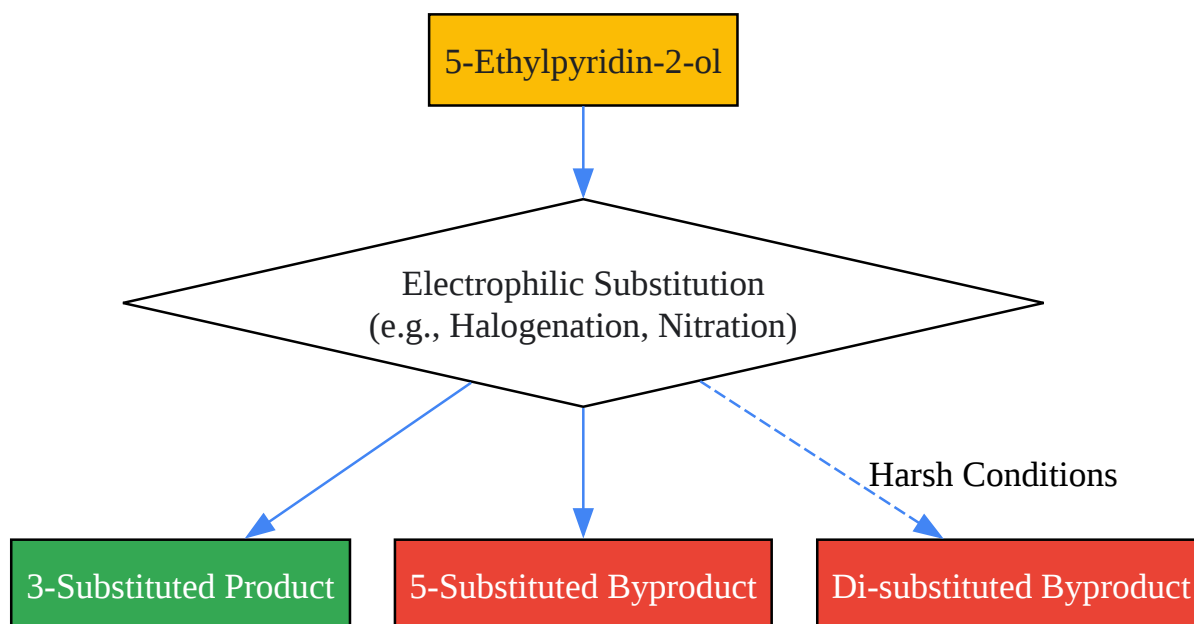 5-Ethylpyridin-2-ol
Electrophilic Substitution
(e.g., Halogenation, Nitration)
Harsh Conditions
3-Substituted Product
5-Substituted Byproduct
Di-substituted Byproduct